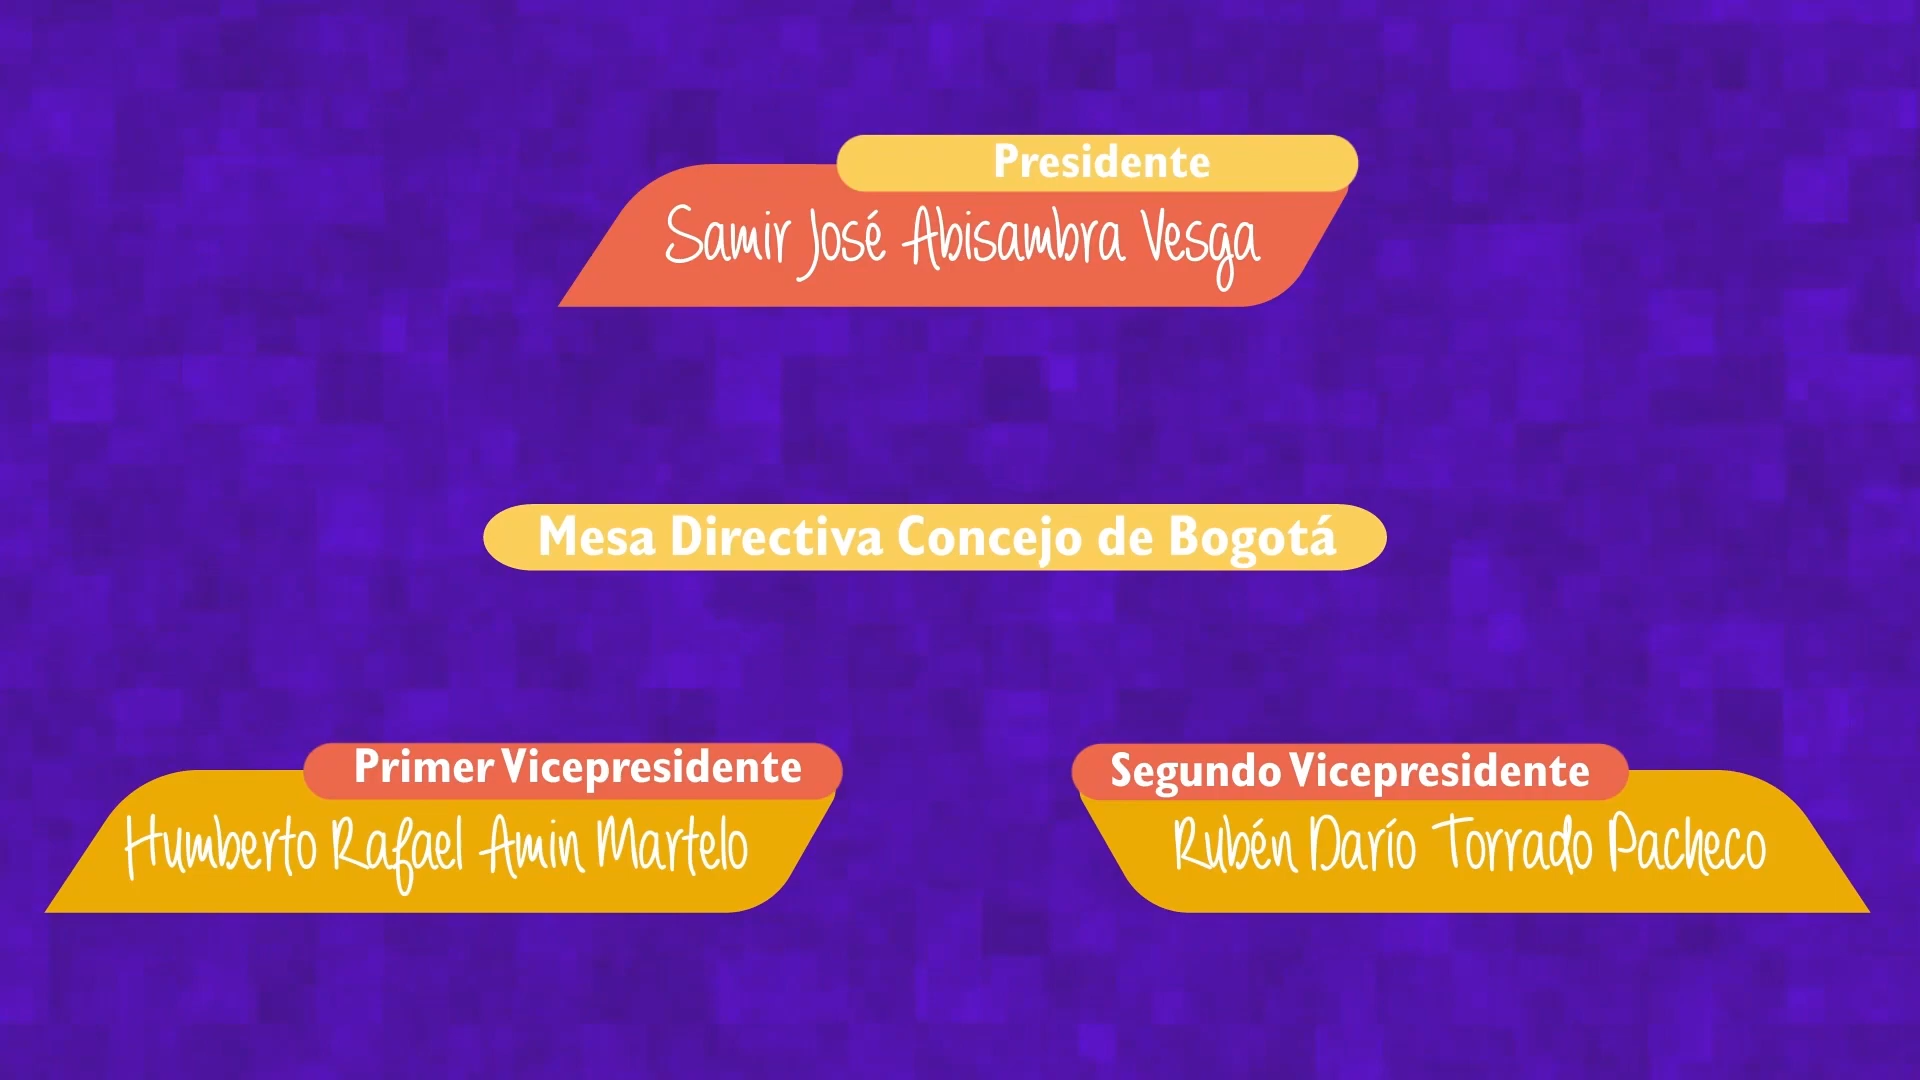 Presidente
Samir José Abisambra Vesga
Mesa Directiva Concejo de Bogotá
Primer Vicepresidente
Humberto Rafael Amin Martelo
Segundo Vicepresidente
Rubén Darío Torrado Pacheco